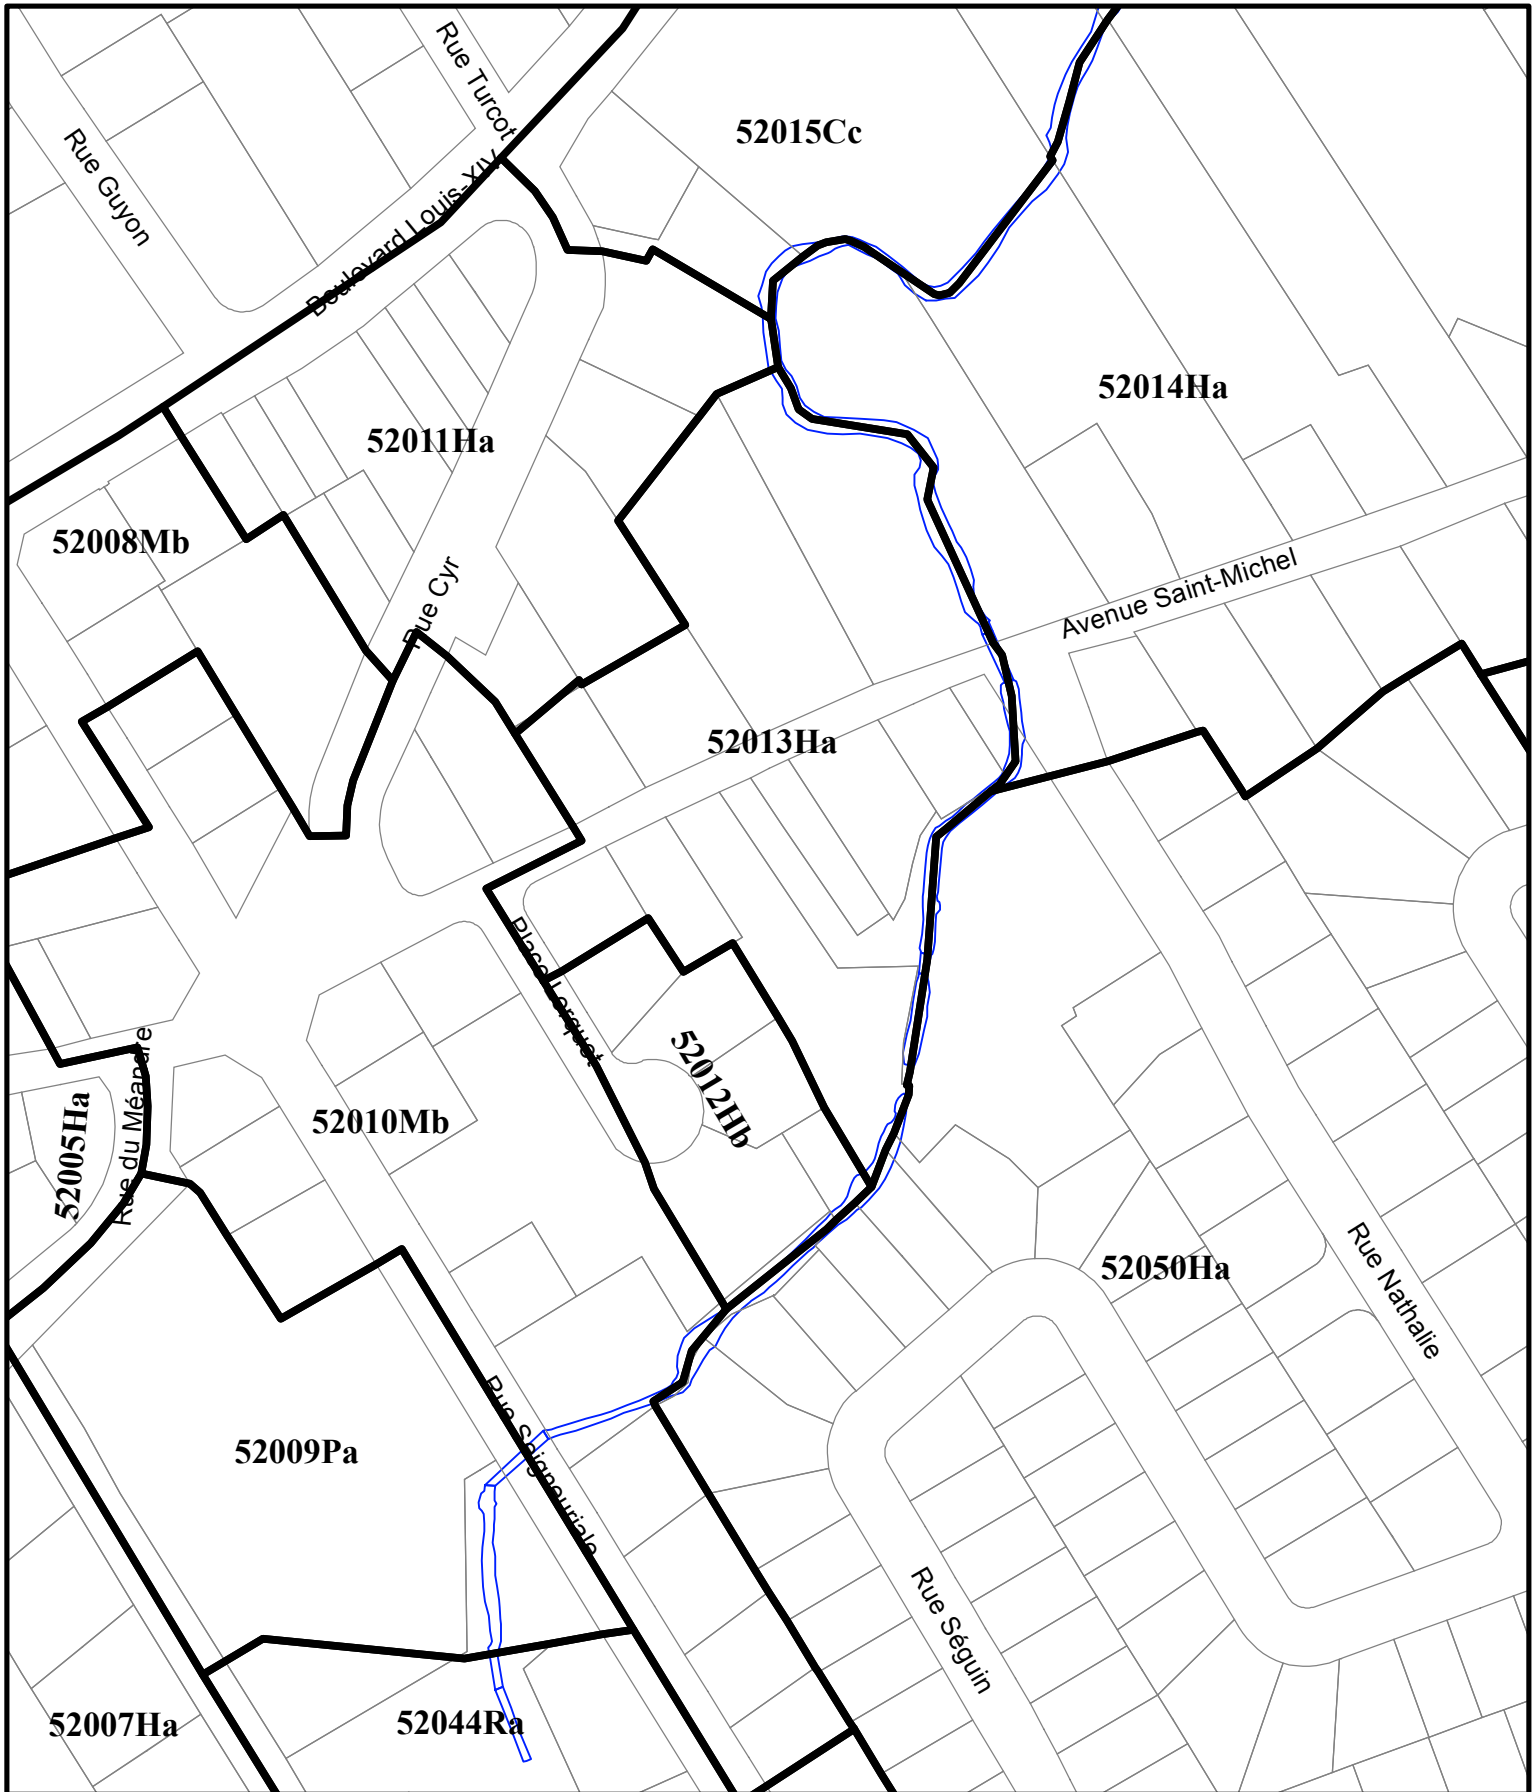 Rue Turcot
52015Cc
Rue Guyon
Boulevard Louis-XIV
52014Ha
52011Ha
52008Mb
Avenue Saint-Michel
Rue Cyr
52013Ha
Place Lorquet
52012Hb
Rue du Méandre
52005Ha
52010Mb
52050Ha
Rue Nathalie
Rue Seigneuriale
52009Pa
Rue Séguin
52007Ha
52044Ra